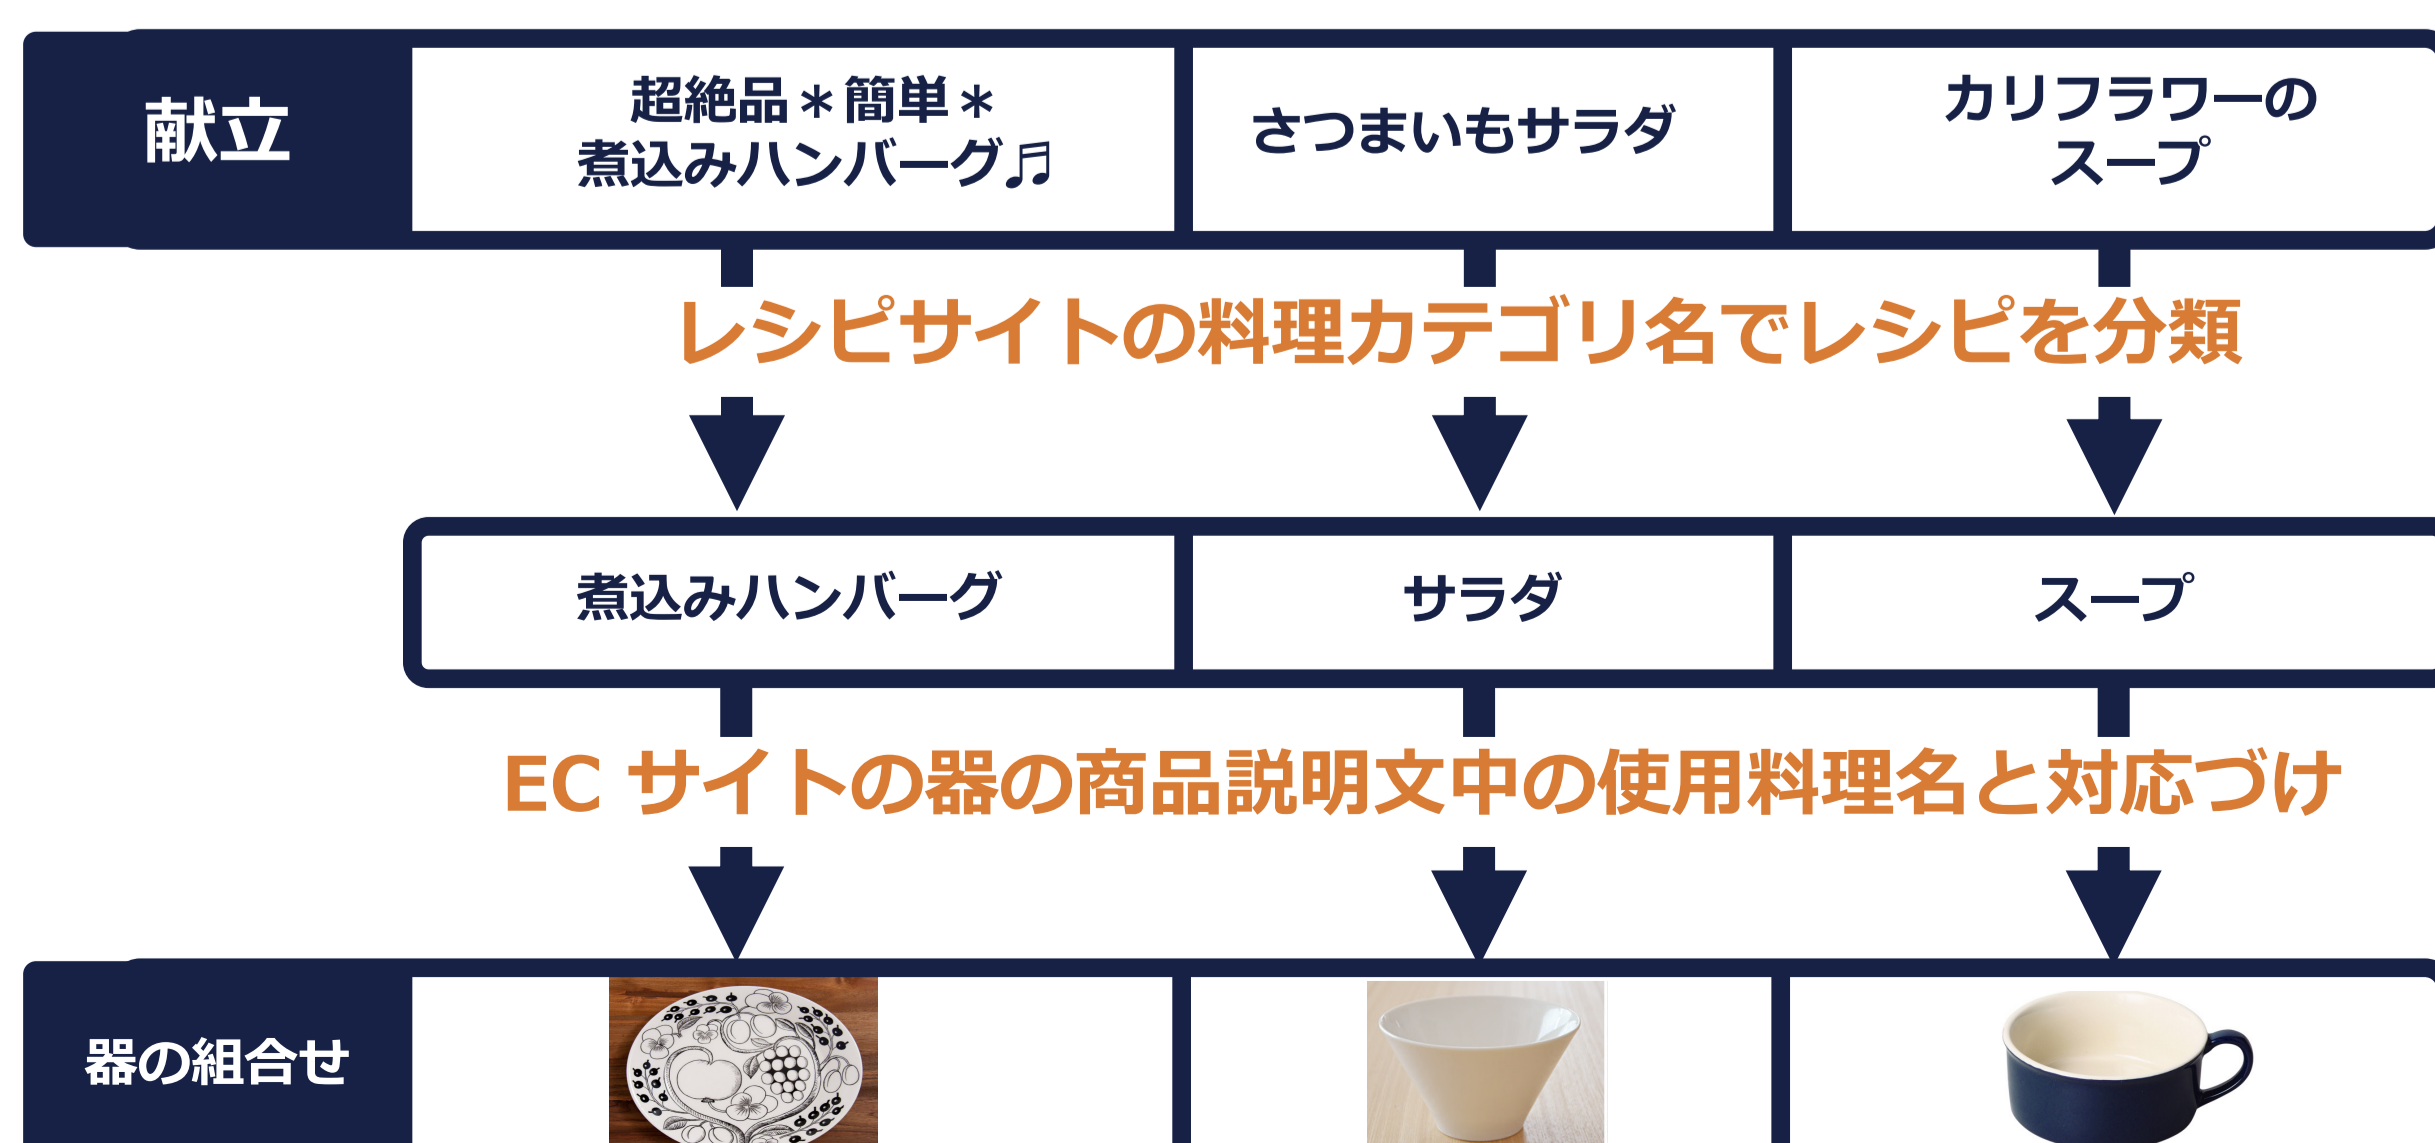 献立
超絶品＊簡単＊
煮込みハンバーグ♬
さつまいもサラダ
カリフラワーの
スープ
レシピサイトの料理カテゴリ名でレシピを分類
煮込みハンバーグ
サラダ
スープ
EC サイトの器の商品説明文中の使用料理名と対応づけ
器の組合せ